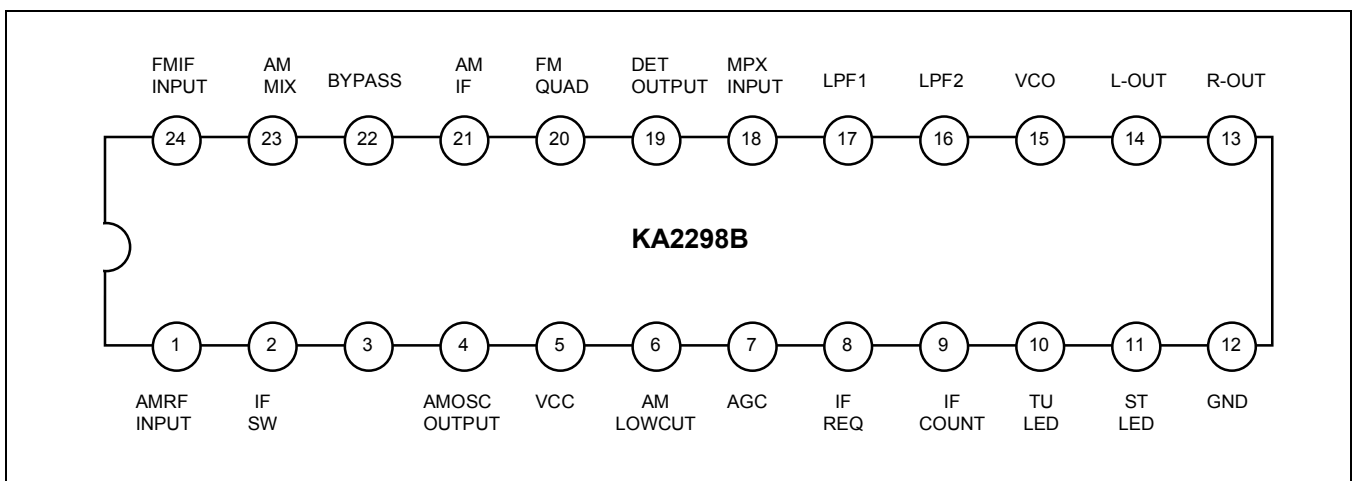 FMIF AM BYPASS AM FM DET MPX LPF1 LPF2 VCO L-OUT R-OUT
INPUT MIX IF QUAD OUTPUT INPUT
24 23 22 21 20 19 18 17 16 15 14 13
KA2298B
1 2 3 4 5 6 7 8 9 10 11 12
AMRF IF AMOSC VCC AM AGC IF IF TU ST GND
INPUT SW OUTPUT LOWCUT REQ COUNT LED LED